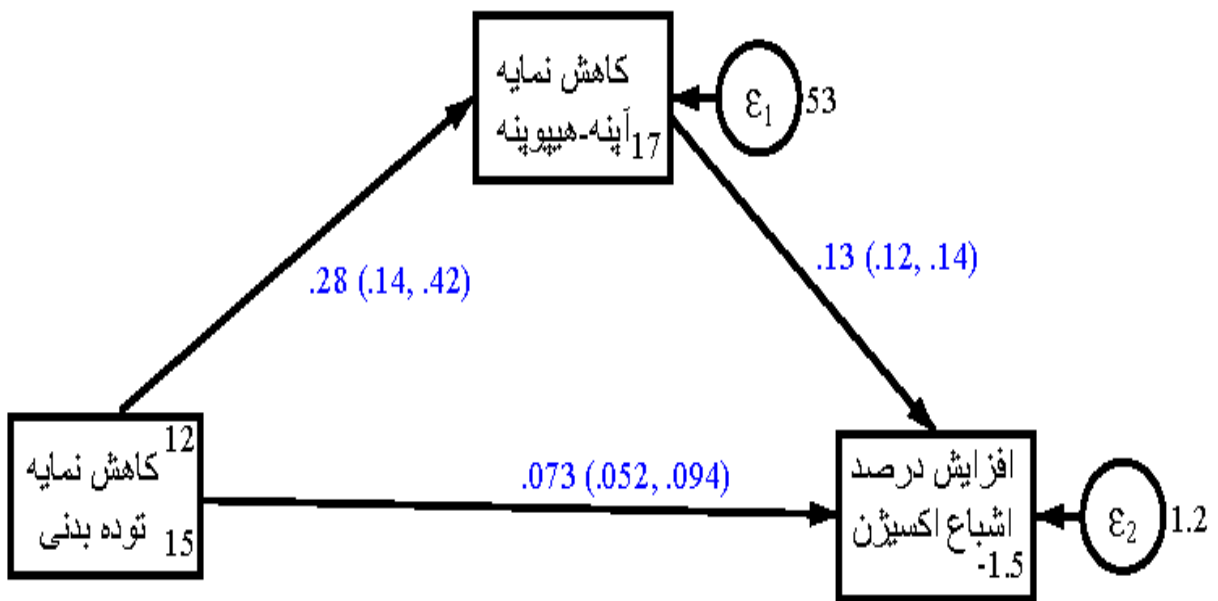 کاهش نمایه
آپنه-هیپوپنه
17
ε₁
53
.28 (.14, .42)
.13 (.12, .14)
12
کاهش نمایه
توده بدنی
15
.073 (.052, .094)
افزایش درصد
اشباع اکسیژن
-1.5
ε₂
1.2